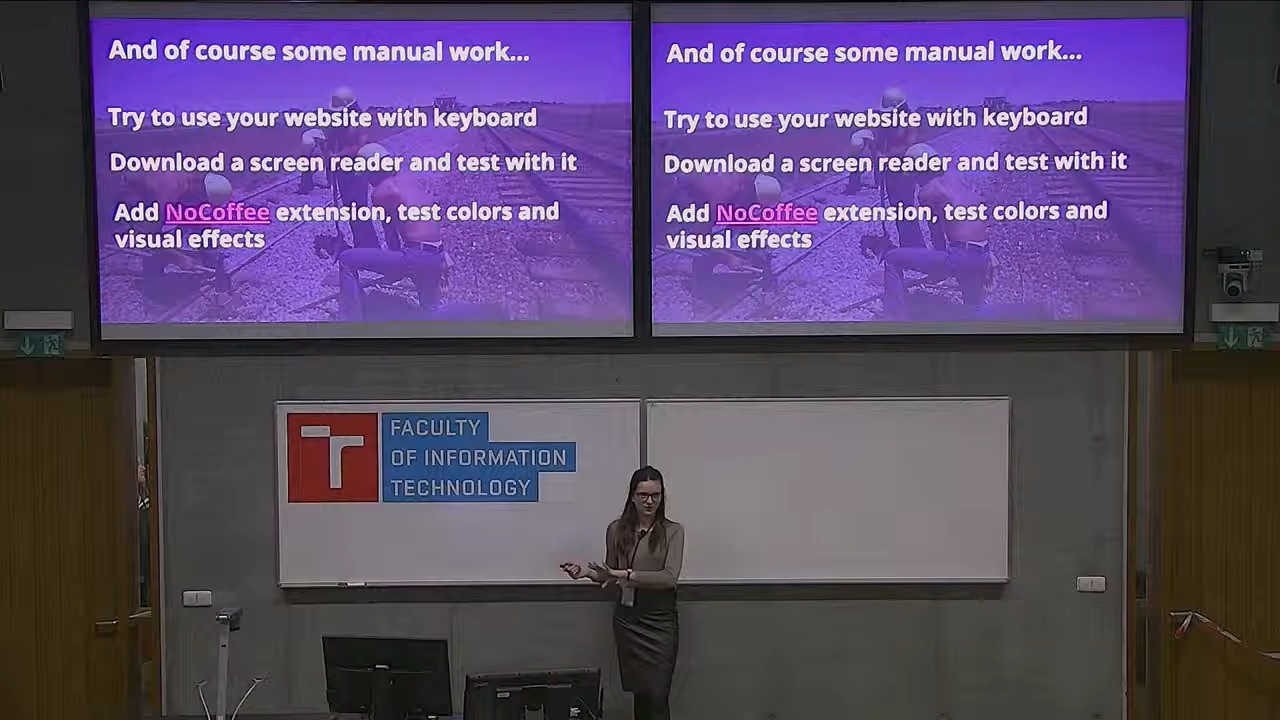 And of course some manual work...
Try to use your website with keyboard
Download a screen reader and test with it
Add NoCoffee extension, test colors and
visual effects
And of course some manual work...
Try to use your website with keyboard
Download a screen reader and test with it
Add NoCoffee extension, test colors and
visual effects
T
FACULTY
OF INFORMATION
TECHNOLOGY